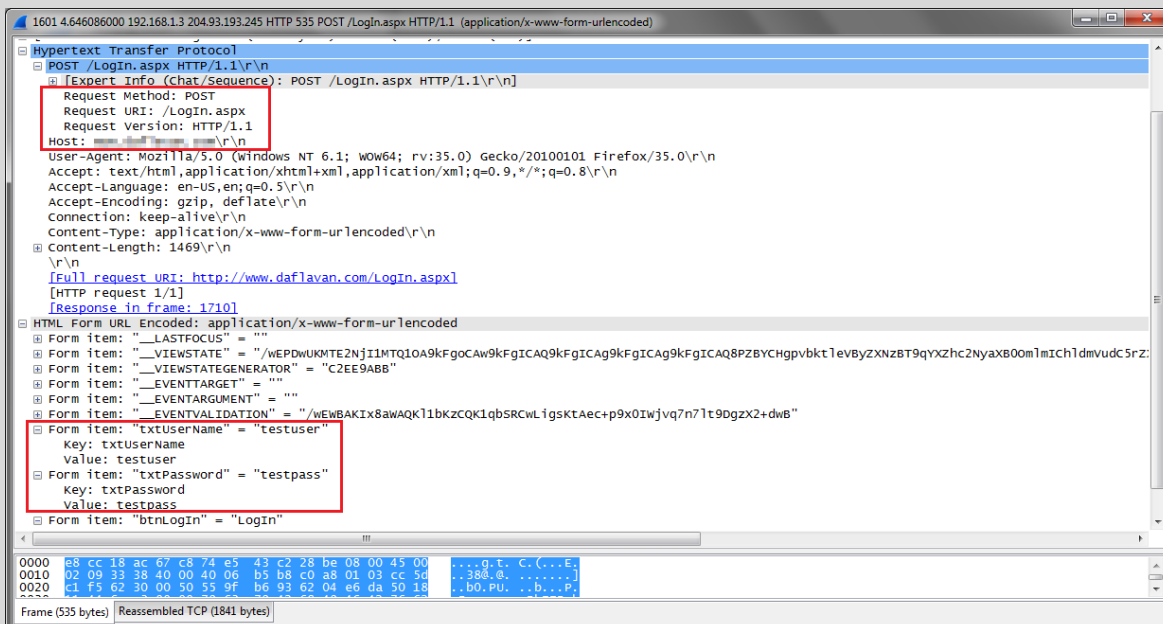 1601 4.646086000 192.168.1.3 204.93.193.245 HTTP 535 POST /LogIn.aspx HTTP/1.1 (application/x-www-form-urlencoded)
Hypertext Transfer Protocol
POST /LogIn.aspx HTTP/1.1\r\n
[Expert Info (Chat/Sequence): POST /LogIn.aspx HTTP/1.1\r\n]
Request Method: POST
Request URI: /LogIn.aspx
Request Version: HTTP/1.1
Host: \r\n
User-Agent: Mozilla/5.0 (Windows NT 6.1; WOW64; rv:35.0) Gecko/20100101 Firefox/35.0\r\n
Accept: text/html,application/xhtml+xml,application/xml;q=0.9,*/*;q=0.8\r\n
Accept-Language: en-US,en;q=0.5\r\n
Accept-Encoding: gzip, deflate\r\n
Connection: keep-alive\r\n
Content-Type: application/x-www-form-urlencoded\r\n
Content-Length: 1469\r\n
\r\n
[Full request URI: http://www.daflavan.com/LogIn.aspx]
[HTTP request 1/1]
[Response in frame: 1710]
HTML Form URL Encoded: application/x-www-form-urlencoded
Form item: "__LASTFOCUS" = ""
Form item: "__VIEWSTATE" =
Form item: "__VIEWSTATEGENERATOR" = "C2EE9ABB"
Form item: "__EVENTTARGET" = ""
Form item: "__EVENTARGUMENT" = ""
Form item: "__EVENTVALIDATION" =
Form item: "txtUserName" = "testuser"
Key: txtUserName
Value: testuser
Form item: "txtPassword" = "testpass"
Key: txtPassword
Value: testpass
Form item: "btnLogIn" = "LogIn"
0000 e8 cc 18 ac 67 c8 74 e5 43 c2 28 be 08 00 45 00 ....g.t. C.(...E.
0010 02 09 33 38 40 00 40 06 b5 b8 c0 a8 01 03 cc 5d ..38@.@. .......]
0020 c1 f5 62 30 00 50 55 9f b6 93 62 04 e6 da 50 18 ..b0.PU. ..b...P.
Frame (535 bytes) Reassembled TCP (1841 bytes)